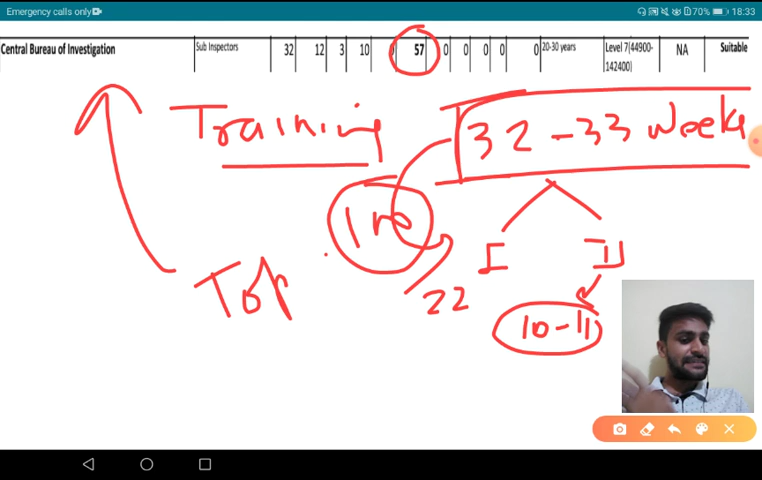 Emergency calls only 70% 18:33
Central Bureau of Investigation Sub Inspectors 32 12 3 10 57 0 0 0 0 0 20-30 years Level 7(44900-
142400) NA Suitable
Training 32-33 Weeks
I II
Top 22
10-11